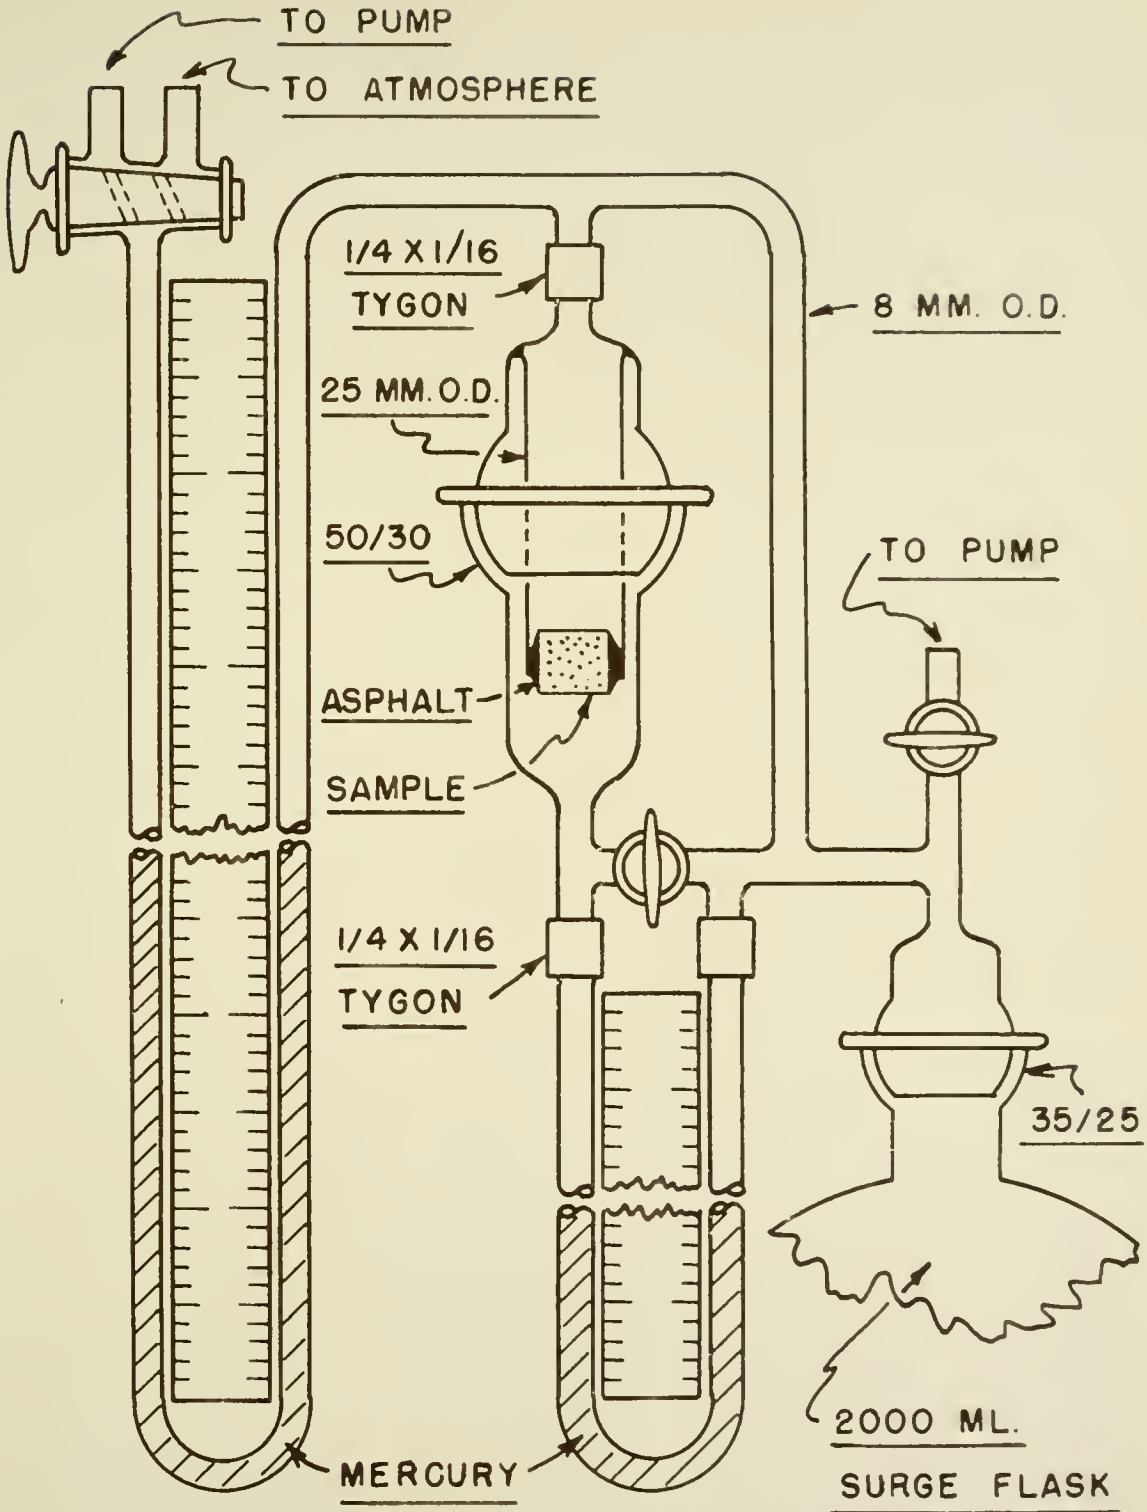 TO PUMP
TO ATMOSPHERE
1/4 X 1/16
TYGON
8 MM. O.D.
25 MM. O.D.
50/30
TO PUMP
ASPHALT
SAMPLE
1/4 X 1/16
TYGON
35/25
MERCURY
2000 ML.
SURGE FLASK